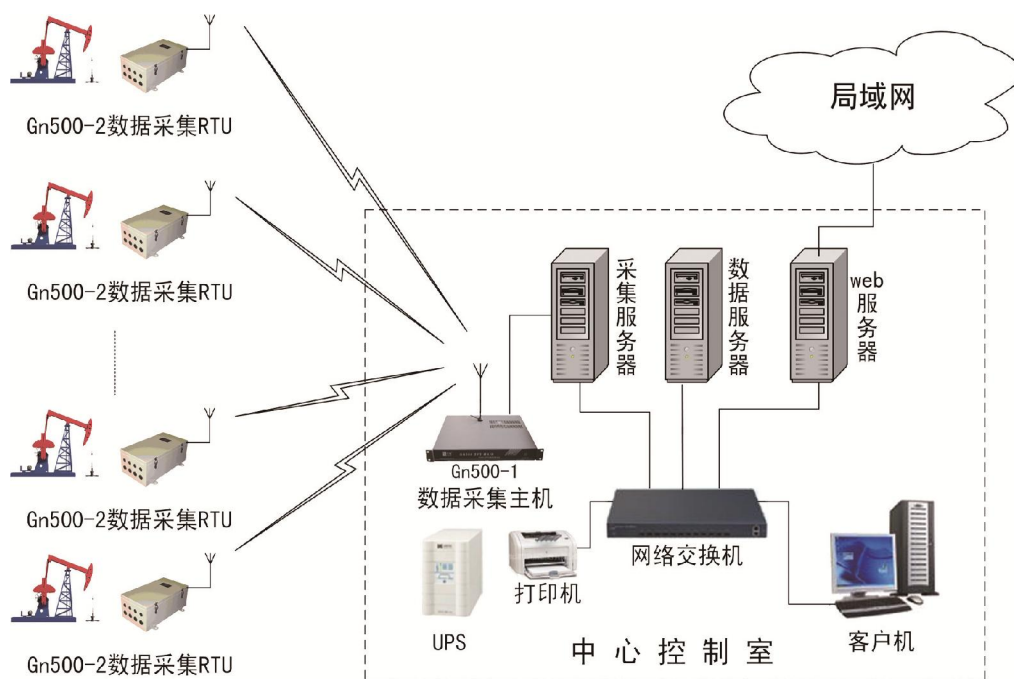 Gn500-2数据采集RTU
Gn500-2数据采集RTU
Gn500-2数据采集RTU
Gn500-2数据采集RTU
局域网
采集服务器
数据服务器
web
服务器
Gn500-1
数据采集主机
网络交换机
打印机
UPS
客户机
中心控制室